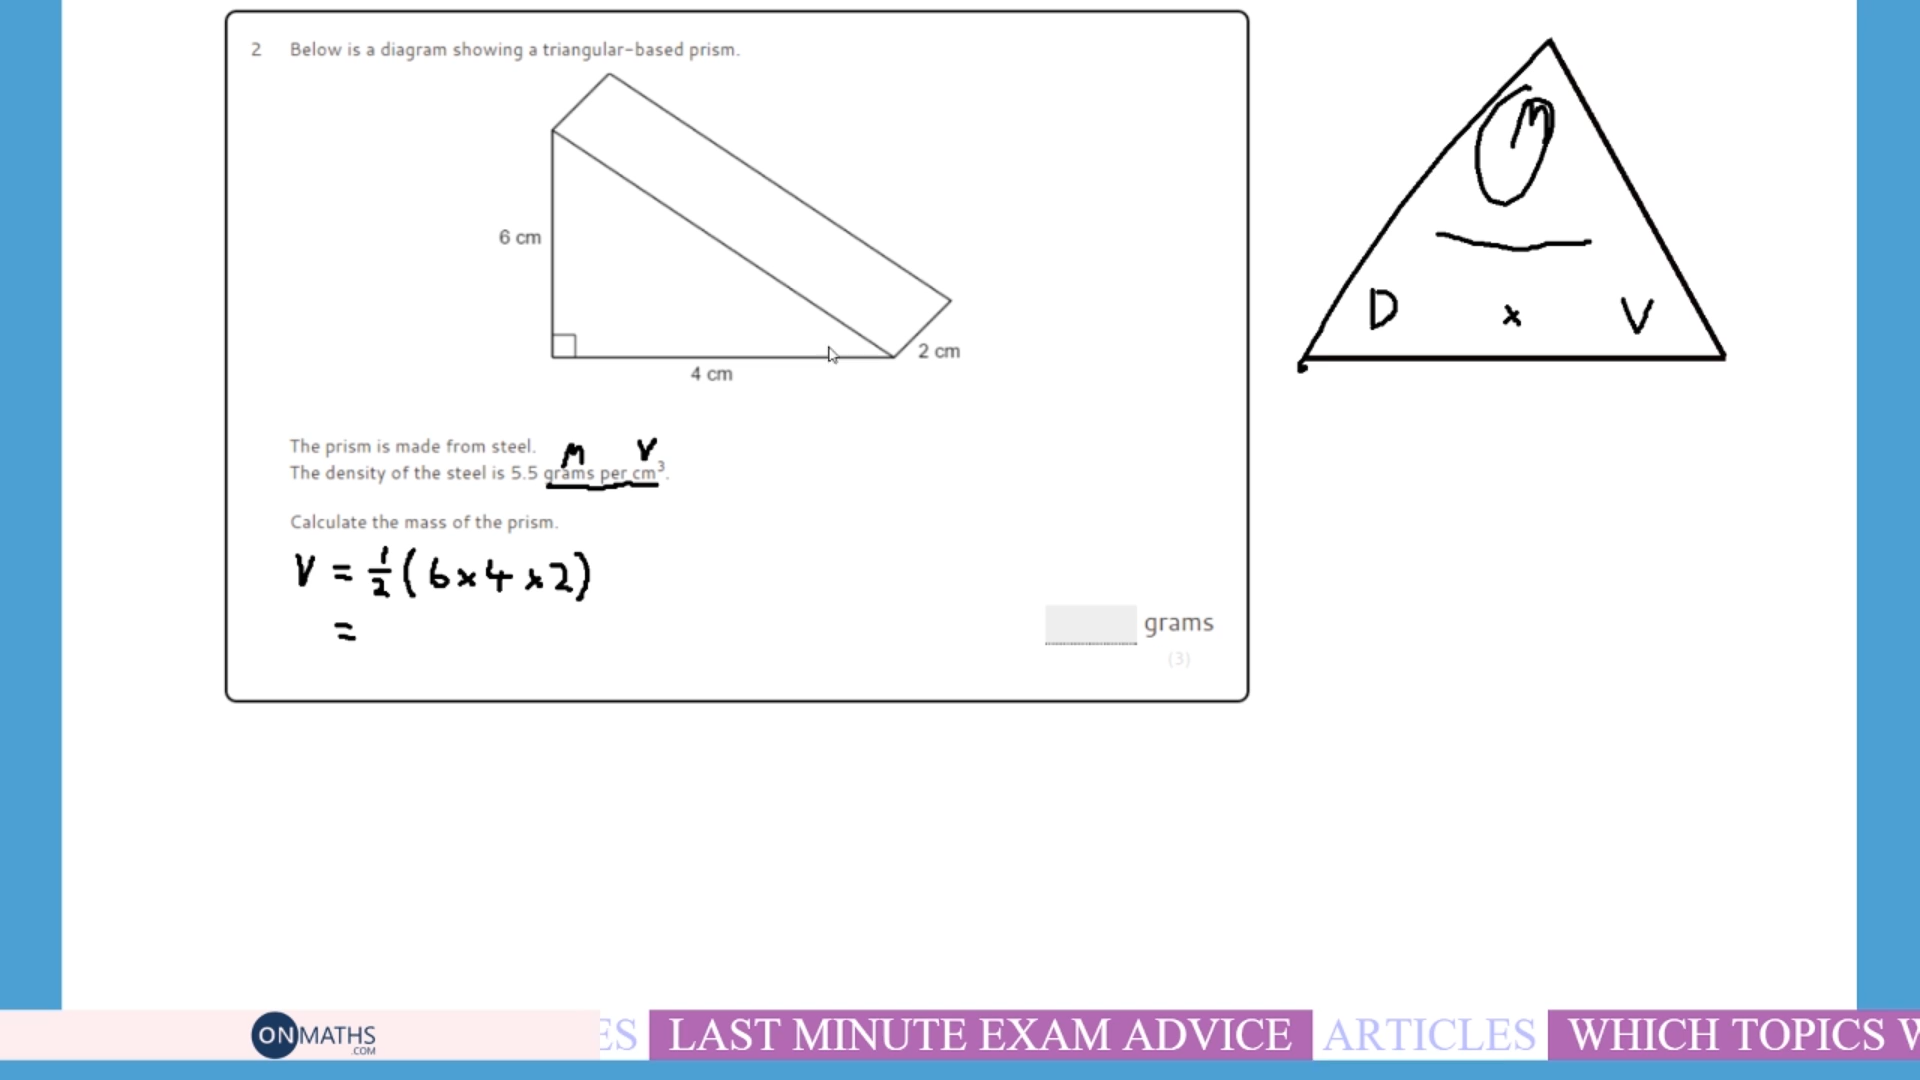 2 Below is a diagram showing a triangular-based prism.
6 cm
4 cm
2 cm
M
D x V
The prism is made from steel.
M V
The density of the steel is 5.5 grams per cm³.
Calculate the mass of the prism.
V = ½ (6 x 4 x 2)
=
grams
(3)
ONMATHS
.COM
ES LAST MINUTE EXAM ADVICE ARTICLES WHICH TOPICS